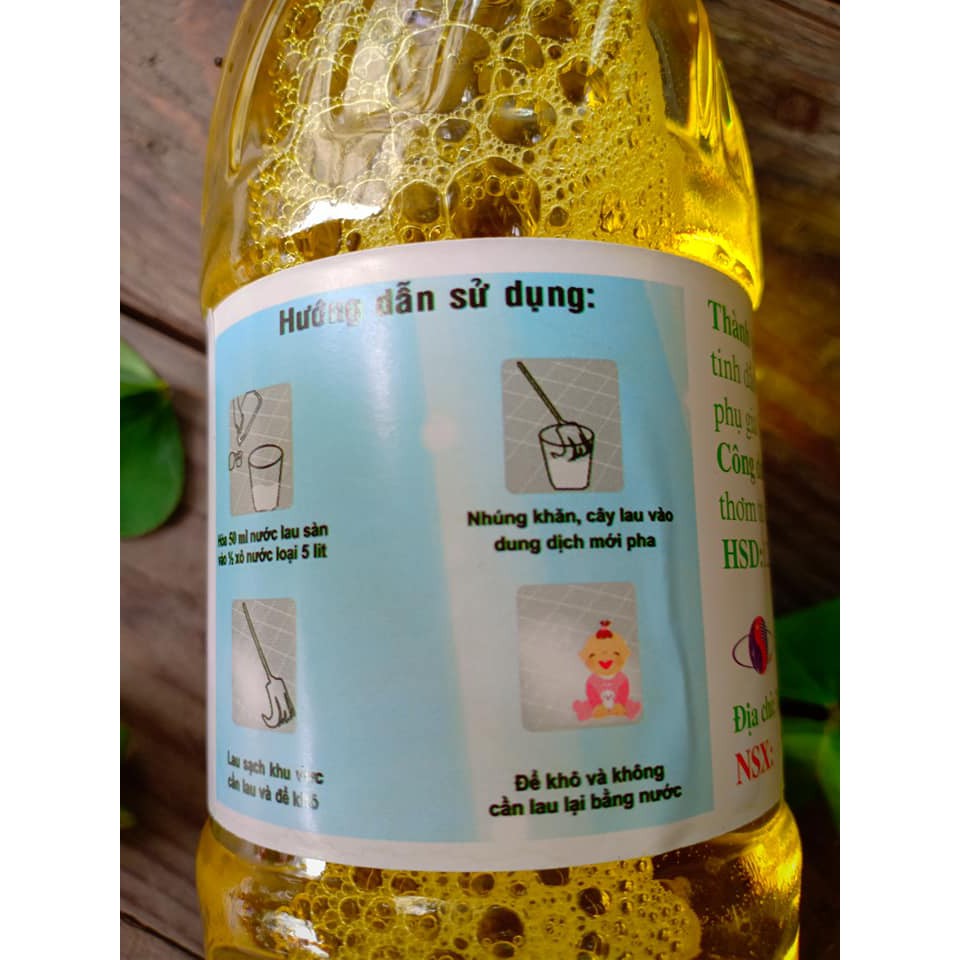 Hướng dẫn sử dụng:
Hòa 50 ml nước lau sàn
vào ½ xô nước loại 5 lit
Nhúng khăn, cây lau vào
dung dịch mới pha
Lau sạch khu vực
cần lau và để khô
Để khô và không
cần lau lại bằng nước
Thành
tinh
phụ
Công
thơm
HSD:
Địa
NSX: